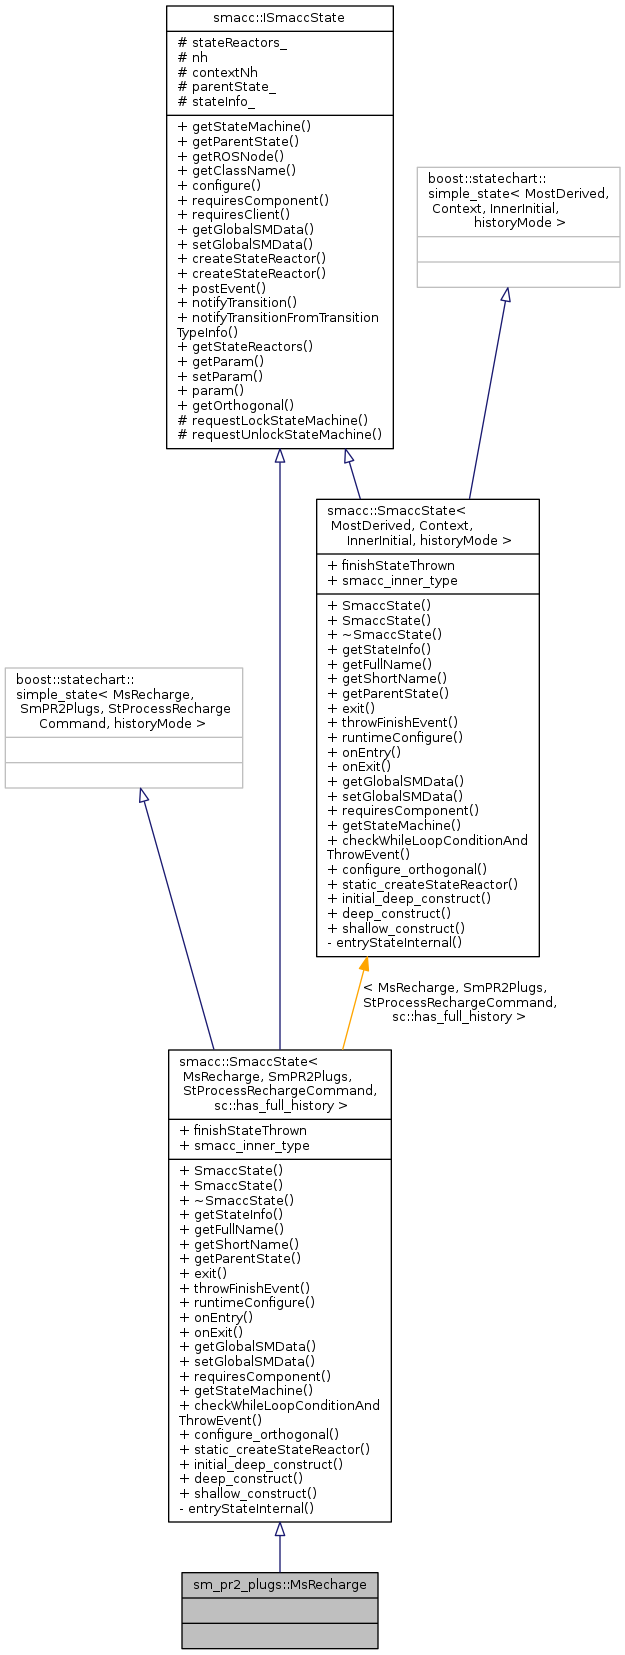 smacc::ISmaccState
# stateReactors_
# nh
# contextNh
# parentState_
# stateInfo_
+ getStateMachine()
+ getParentState()
+ getROSNode()
+ getClassName()
+ configure()
+ requiresComponent()
+ requiresClient()
+ getGlobalSMData()
+ setGlobalSMData()
+ createStateReactor()
+ createStateReactor()
+ postEvent()
+ notifyTransition()
+ notifyTransitionFromTransition
TypeInfo()
+ getStateReactors()
+ getParam()
+ setParam()
+ param()
+ getOrthogonal()
# requestLockStateMachine()
# requestUnlockStateMachine()
boost::statechart::
simple_state< MostDerived,
Context, InnerInitial,
historyMode >
smacc::SmaccState<
MostDerived, Context,
InnerInitial, historyMode >
+ finishStateThrown
+ smacc_inner_type
+ SmaccState()
+ SmaccState()
+ ~SmaccState()
+ getStateInfo()
+ getFullName()
+ getShortName()
+ getParentState()
+ exit()
+ throwFinishEvent()
+ runtimeConfigure()
+ onEntry()
+ onExit()
+ getGlobalSMData()
+ setGlobalSMData()
+ requiresComponent()
+ getStateMachine()
+ checkWhileLoopConditionAnd
ThrowEvent()
+ configure_orthogonal()
+ static_createStateReactor()
+ initial_deep_construct()
+ deep_construct()
+ shallow_construct()
- entryStateInternal()
boost::statechart::
simple_state< MsRecharge,
SmPR2Plugs, StProcessRecharge
Command, historyMode >
< MsRecharge, SmPR2Plugs,
StProcessRechargeCommand,
sc::has_full_history >
smacc::SmaccState<
MsRecharge, SmPR2Plugs,
StProcessRechargeCommand,
sc::has_full_history >
+ finishStateThrown
+ smacc_inner_type
+ SmaccState()
+ SmaccState()
+ ~SmaccState()
+ getStateInfo()
+ getFullName()
+ getShortName()
+ getParentState()
+ exit()
+ throwFinishEvent()
+ runtimeConfigure()
+ onEntry()
+ onExit()
+ getGlobalSMData()
+ setGlobalSMData()
+ requiresComponent()
+ getStateMachine()
+ checkWhileLoopConditionAnd
ThrowEvent()
+ configure_orthogonal()
+ static_createStateReactor()
+ initial_deep_construct()
+ deep_construct()
+ shallow_construct()
- entryStateInternal()
sm_pr2_plugs::MsRecharge